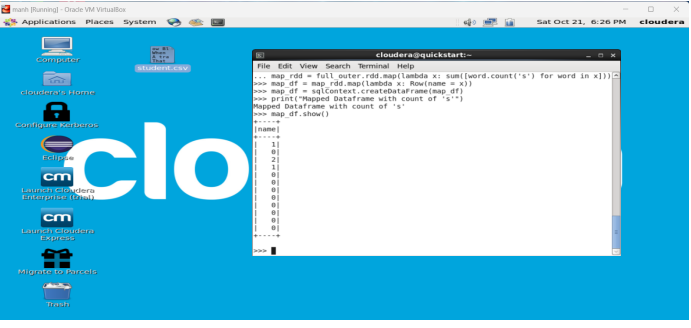 manh [Running] - Oracle VM VirtualBox
Applications Places System Sat Oct 21, 6:26 PM cloudera
Computer
student.csv
cloudera's Home
Configure Kerberos
Eclipse
cm
Launch Cloudera
Enterprise (trial)
cm
Launch Cloudera
Express
Migrate to Parcels
Trash
clo
cloudera@quickstart:~
File Edit View Search Terminal Help
... map_rdd = full_outer.rdd.map(lambda x: sum([word.count('s') for word in x]))
>>> map_df = map_rdd.map(lambda x: Row(name = x))
>>> map_df = sqlContext.createDataFrame(map_df)
>>> print("Mapped Dataframe with count of 's'")
Mapped Dataframe with count of 's'
>>> map_df.show()
+----+
|name|
+----+
| 1|
| 0|
| 2|
| 1|
| 0|
| 0|
| 0|
| 0|
| 0|
| 0|
| 0|
+----+
>>>